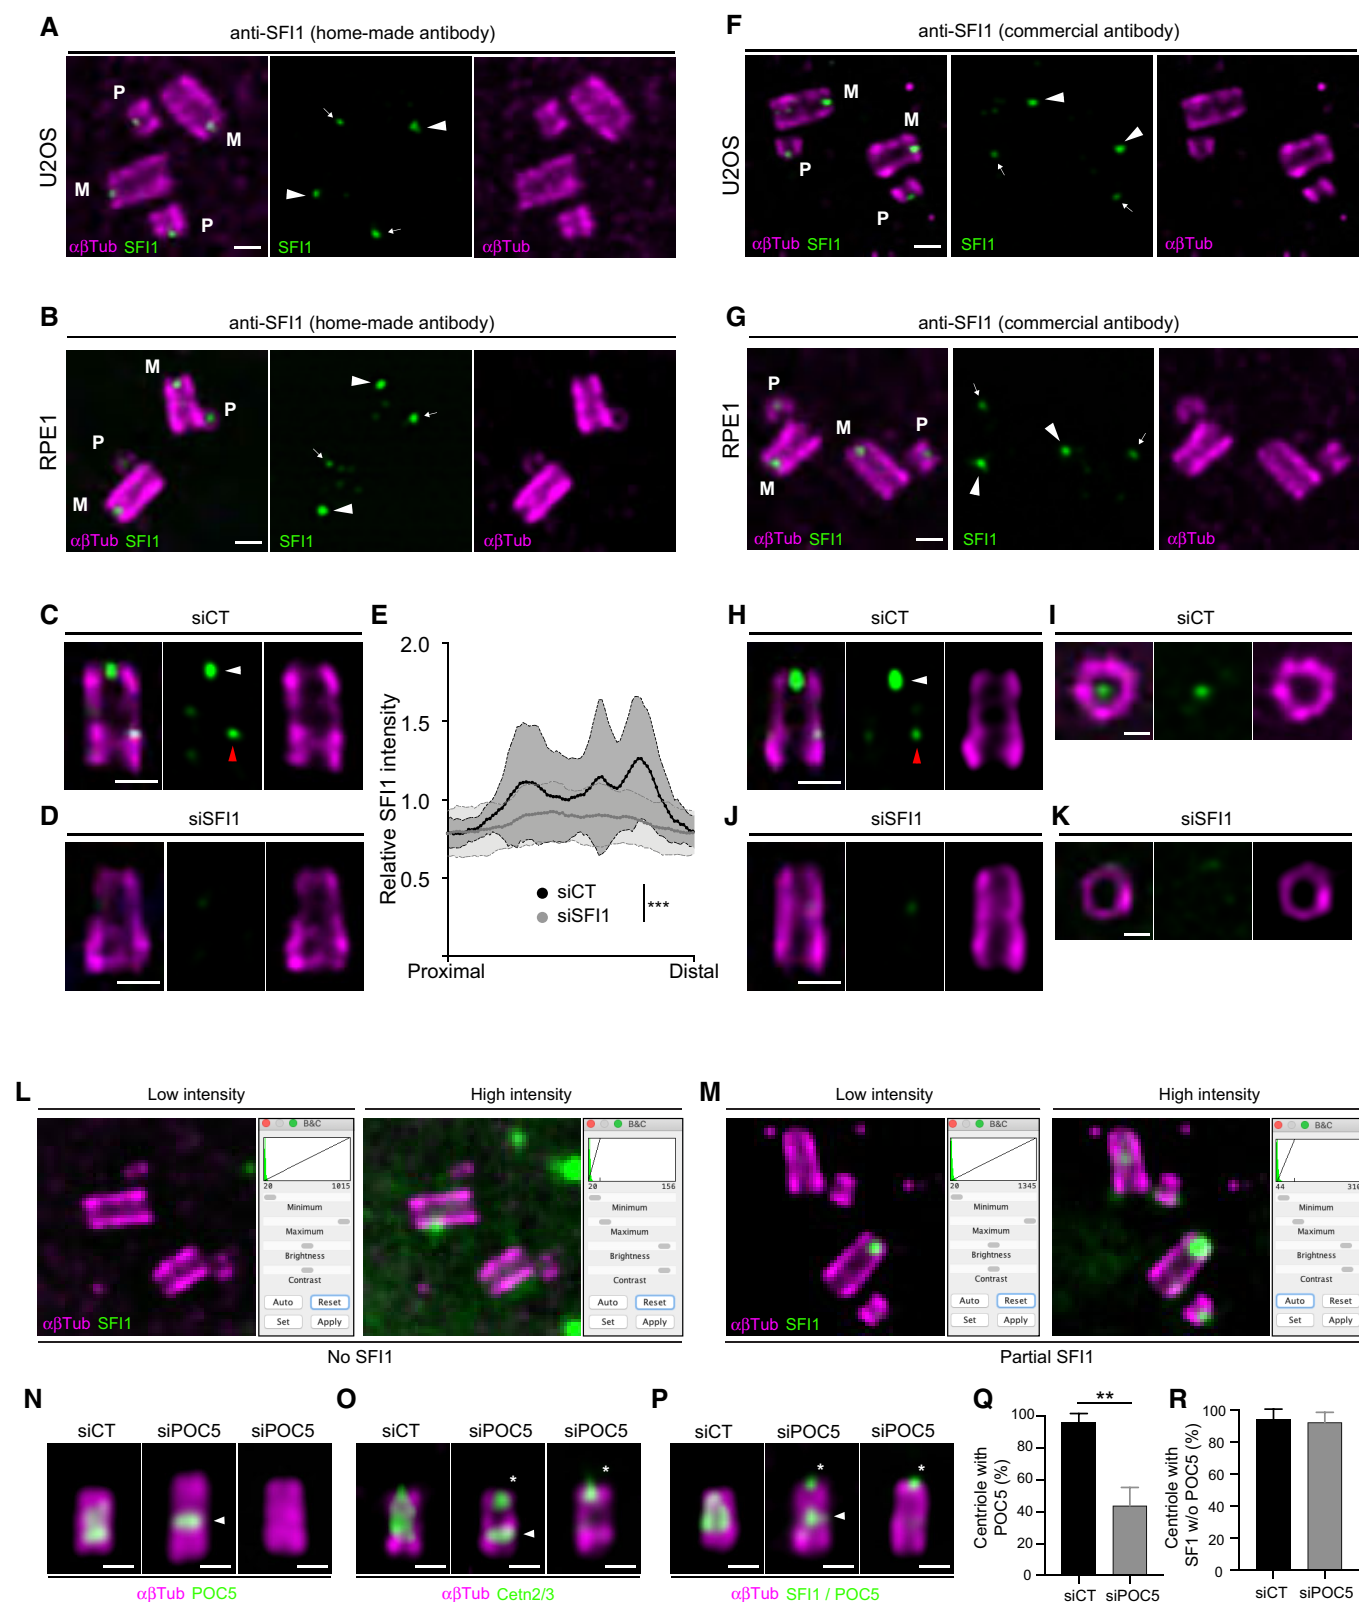 A
anti-SFI1 (home-made antibody)
U2OS
P
M
M
P
αβTub SFI1
SFI1
αβTub
F
anti-SFI1 (commercial antibody)
U2OS
M
M
P
P
αβTub SFI1
SFI1
αβTub
B
anti-SFI1 (home-made antibody)
RPE1
M
P
P
M
αβTub SFI1
SFI1
αβTub
G
anti-SFI1 (commercial antibody)
RPE1
P
M
P
M
αβTub SFI1
SFI1
αβTub
C
siCT
D
siSFI1
E
Relative SFI1 intensity
2.0
1.5
1.0
0.5
siCT
siSFI1
***
Proximal
Distal
H
siCT
I
siCT
J
siSFI1
K
siSFI1
L
Low intensity
High intensity
αβTub SFI1
B&C
20 1015
Minimum
Maximum
Brightness
Contrast
Auto Reset
Set Apply
B&C
20 156
Minimum
Maximum
Brightness
Contrast
Auto Reset
Set Apply
No SFI1
M
Low intensity
High intensity
αβTub SFI1
B&C
20 1345
Minimum
Maximum
Brightness
Contrast
Auto Reset
Set Apply
B&C
44 310
Minimum
Maximum
Brightness
Contrast
Auto Reset
Set Apply
Partial SFI1
N
siCT siPOC5 siPOC5
αβTub POC5
O
siCT siPOC5 siPOC5
*
*
αβTub Cetn2/3
P
siCT siPOC5 siPOC5
*
*
αβTub SFI1 / POC5
Q
**
Centriole with
POC5 (%)
100
80
60
40
20
0
siCT siPOC5
R
Centriole with
SF1 w/o POC5 (%)
100
80
60
40
20
0
siCT siPOC5